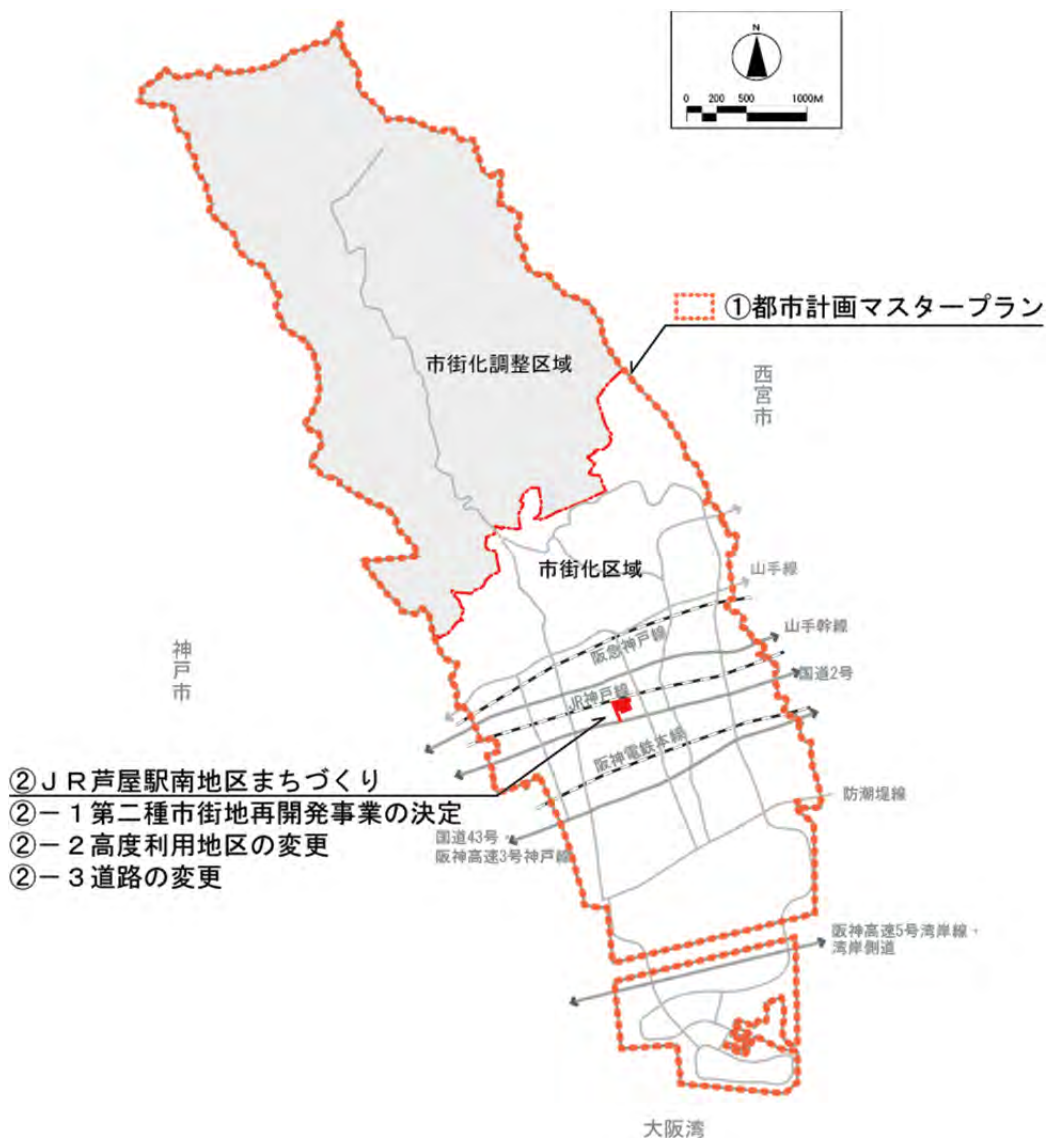 N
0 200 500 1000M
①都市計画マスタープラン
市街化調整区域
西宮市
市街化区域
山手線
阪急神戸線
山手幹線
神戸市
国道2号
JR神戸線
阪神電鉄本線
②ＪＲ芦屋駅南地区まちづくり
②－１第二種市街地再開発事業の決定
②－２高度利用地区の変更
②－３道路の変更
防潮堤線
国道43号・
阪神高速3号神戸線
阪神高速5号湾岸線・
湾岸側道
大阪湾